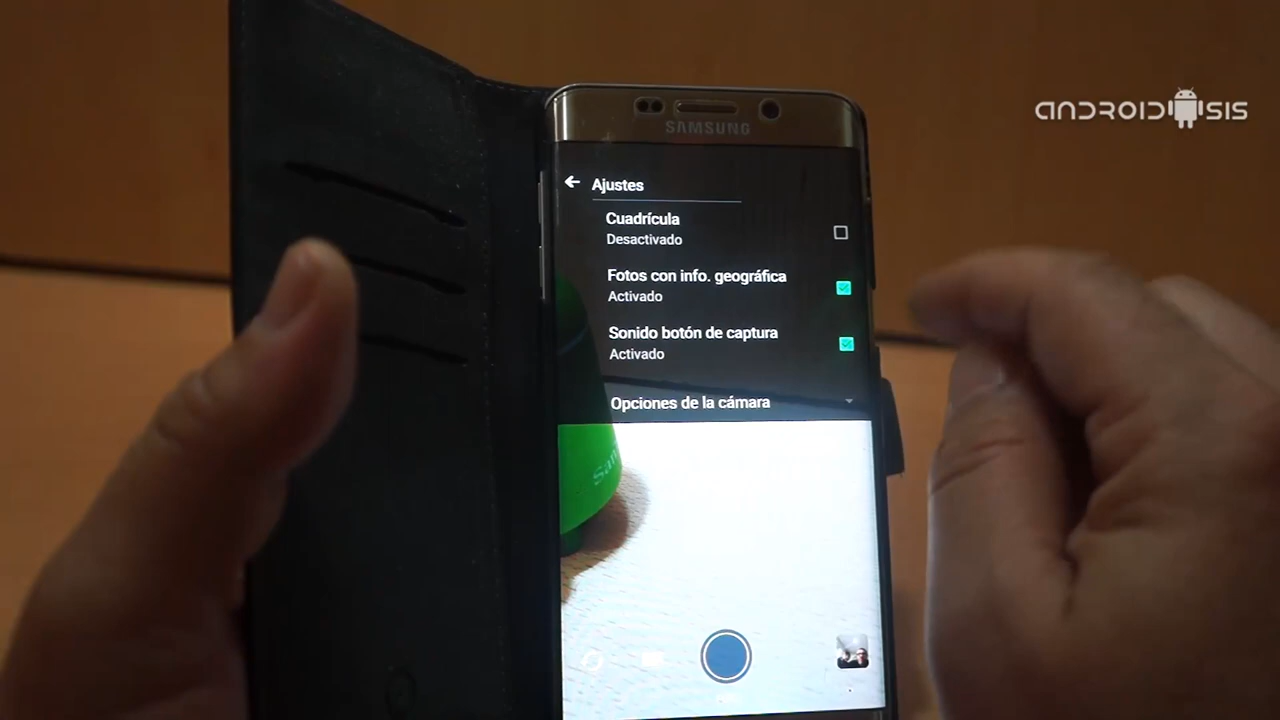 ANDROIDSIS
SAMSUNG
Ajustes
Cuadrícula
Desactivado
Fotos con info. geográfica
Activado
Sonido botón de captura
Activado
Opciones de la cámara